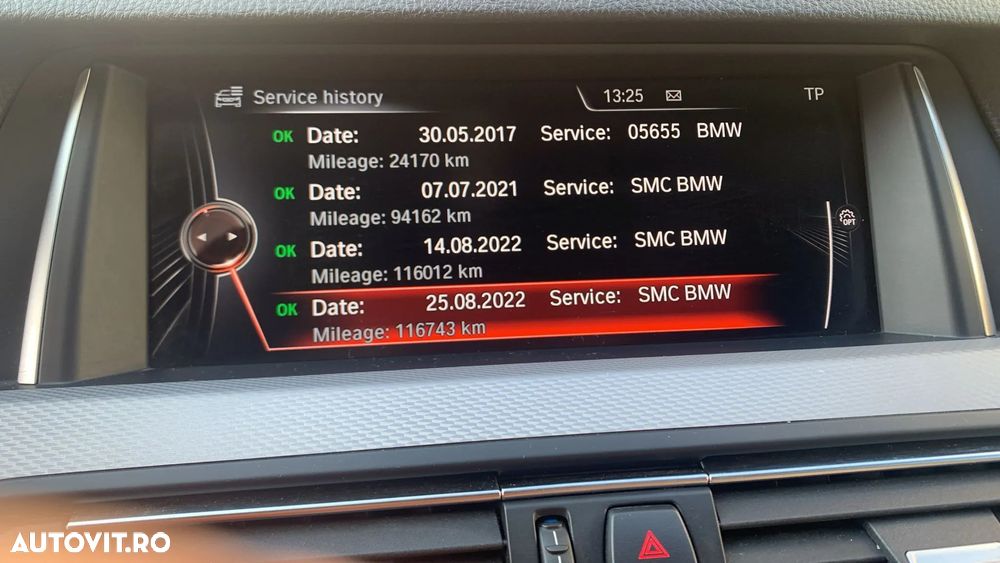 Service history 13:25 TP
OK Date: 30.05.2017 Service: 05655 BMW
Mileage: 24170 km
OK Date: 07.07.2021 Service: SMC BMW
Mileage: 94162 km
OPT
OK Date: 14.08.2022 Service: SMC BMW
Mileage: 116012 km
OK Date: 25.08.2022 Service: SMC BMW
Mileage: 116743 km
AUTOVIT.RO